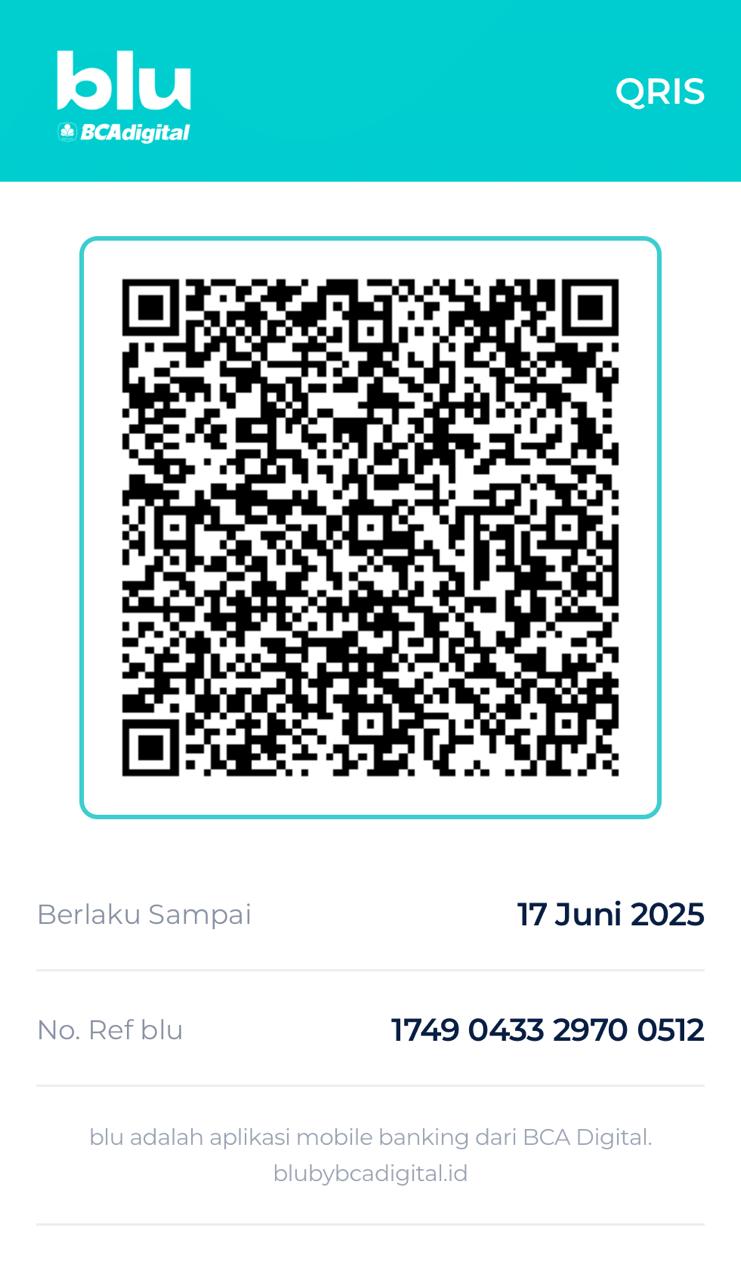 blu
BCAdigital
QRIS
Berlaku Sampai 17 Juni 2025
No. Ref blu 1749 0433 2970 0512
blu adalah aplikasi mobile banking dari BCA Digital.
blubybcadigital.id